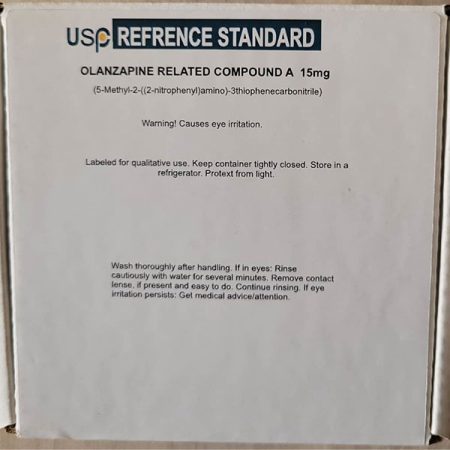 usp REFRENCE STANDARD
OLANZAPINE RELATED COMPOUND A 15mg
(5-Methyl-2-((2-nitrophenyl)amino)-3thiophenecarbonitrile)
Warning! Causes eye irritation.
Labeled for qualitative use. Keep container tightly closed. Store in a
refrigerator. Protext from light.
Wash thoroughly after handling. If in eyes: Rinse
cautiously with water for several minutes. Remove contact
lense, if present and easy to do. Continue rinsing. If eye
irritation persists: Get medical advice/attention.